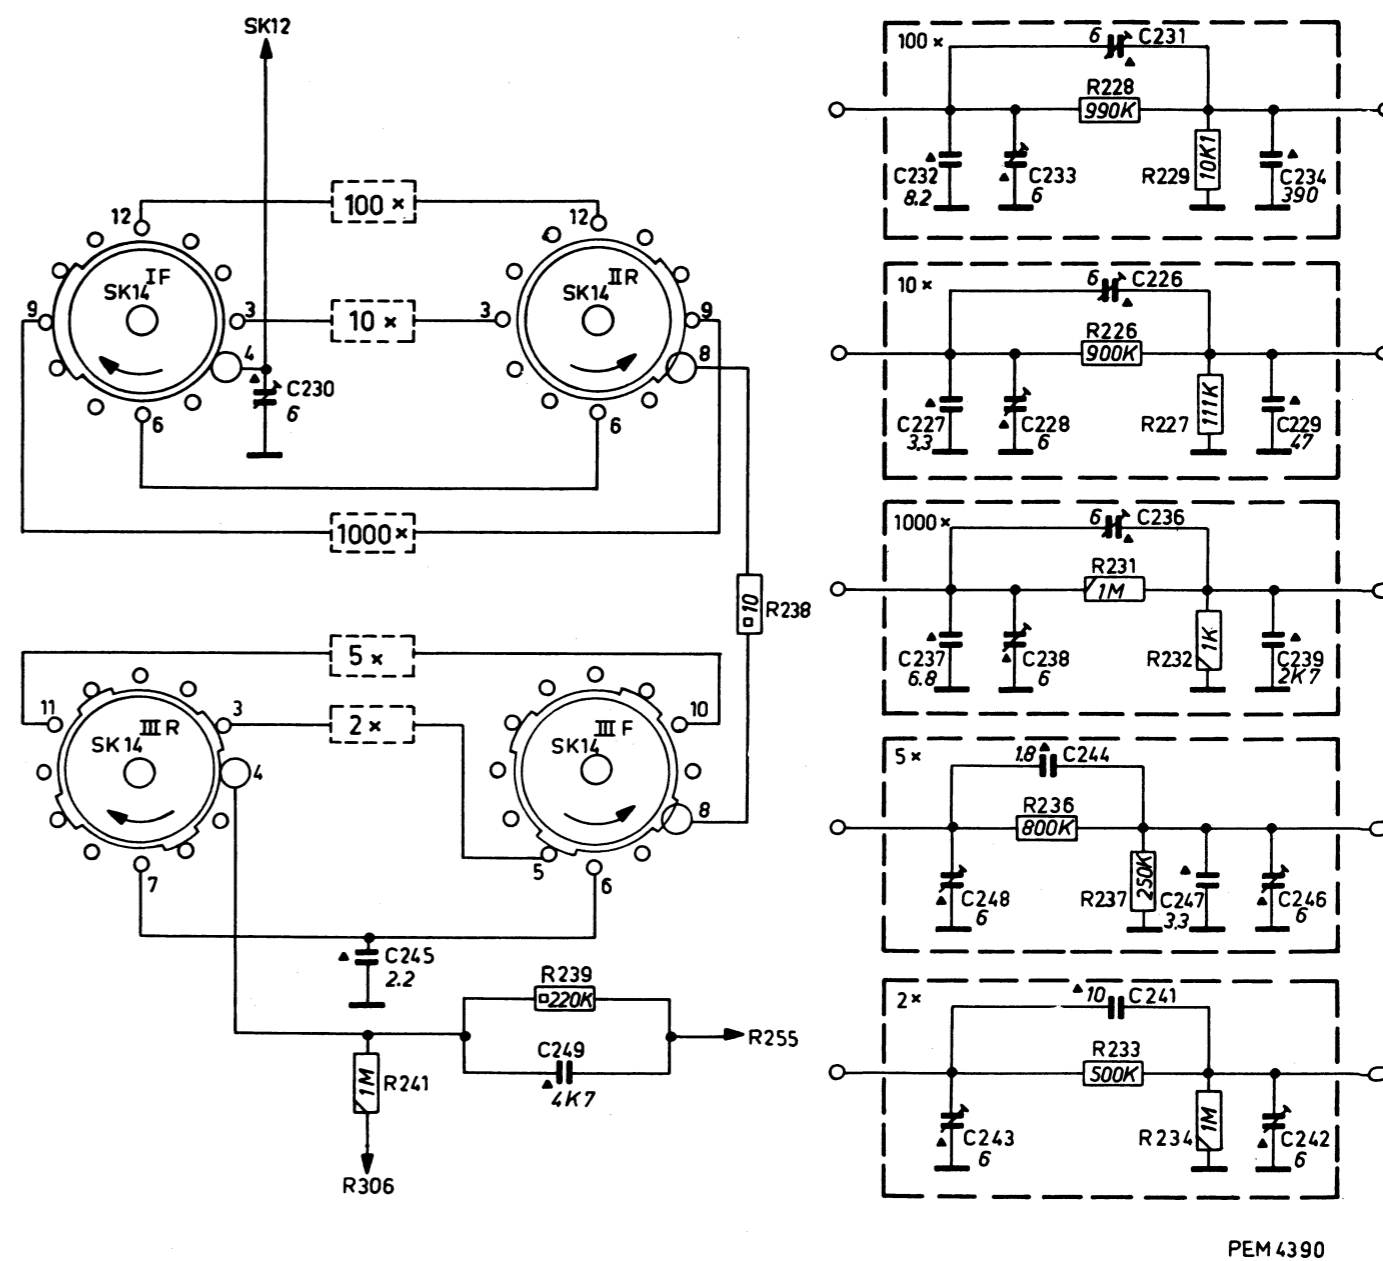 SK12
12
100 ×
12
IF
SK14
IIR
SK14
9
3
10 ×
3
9
4
8
C230
6
6
6
1000 ×
10
R238
5 ×
11
IIIR
SK14
3
2 ×
IIIF
SK14
10
4
8
5
7
6
C245
2.2
R239
220K
R255
C249
4K7
1M
R241
R306
100 ×
6 C231
R228
990K
C232
8.2
C233
6
R229
10K1
C234
390
10 ×
6 C226
R226
900K
C227
3.3
C228
6
R227
111K
C229
47
1000 ×
6 C236
R231
1M
C237
6.8
C238
6
R232
1K
C239
2K7
5 ×
1.8 C244
R236
800K
C248
6
R237
250K
C247
3.3
C246
6
2 ×
10 C241
R233
500K
C243
6
R234
1M
C242
6
PEM 4390